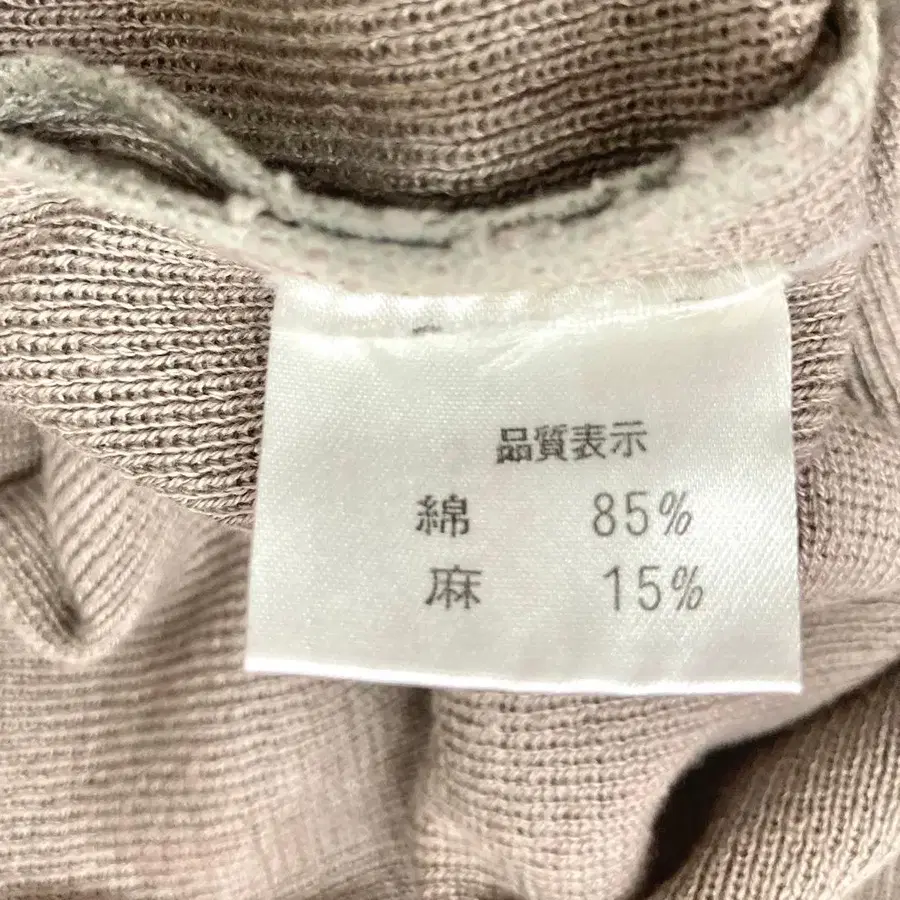 品質表示
綿 85%
麻 15%